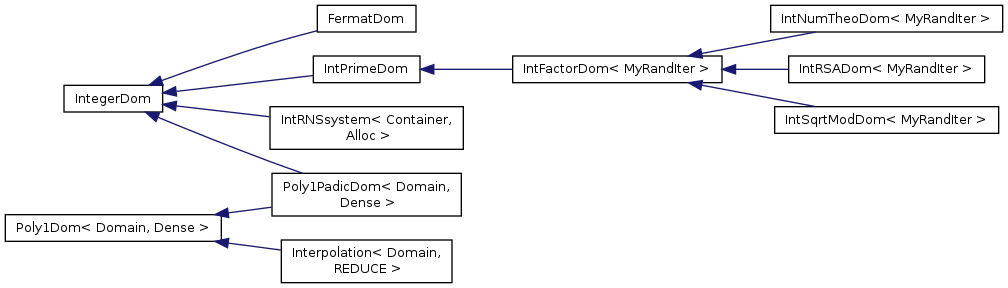 FermatDom
IntNumTheoDom< MyRandIter >
IntPrimeDom
IntFactorDom< MyRandIter >
IntRSADom< MyRandIter >
IntegerDom
IntRNSsystem< Container,
Alloc >
IntSqrtModDom< MyRandIter >
Poly1PadicDom< Domain,
Dense >
Poly1Dom< Domain, Dense >
Interpolation< Domain,
REDUCE >